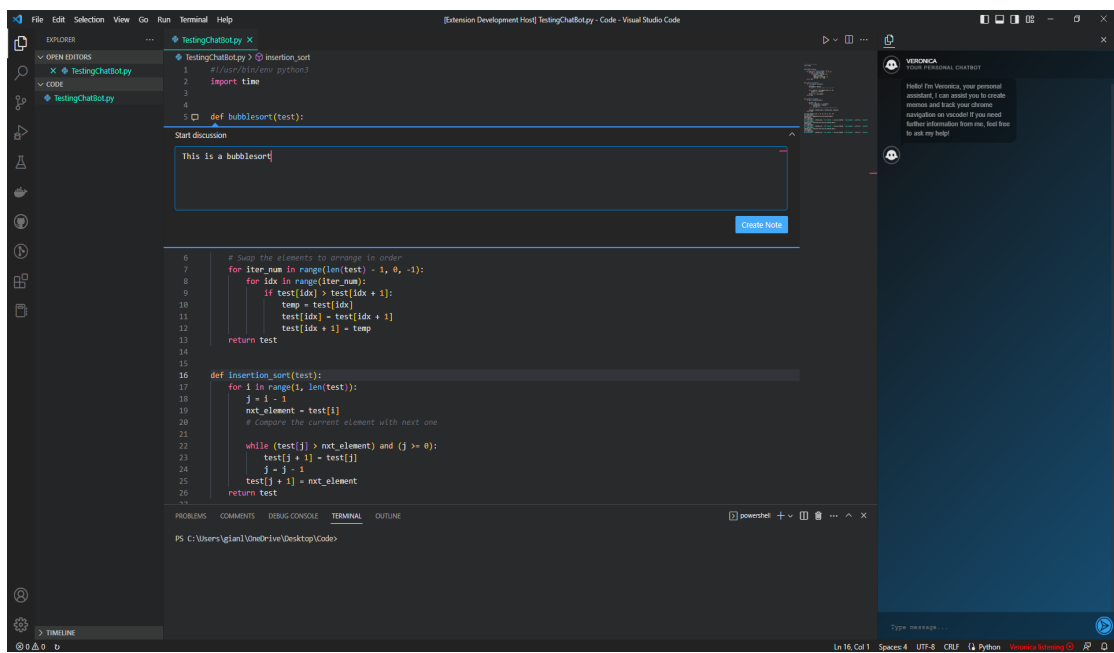 File Edit Selection View Go Run Terminal Help
[Extension Development Host] TestingChatBot.py - Code - Visual Studio Code
EXPLORER
OPEN EDITORS
TestingChatBot.py
CODE
TestingChatBot.py
TIMELINE
TestingChatBot.py
TestingChatBot.py > insertion_sort
1 #!/usr/bin/env python3
2 import time
3
4
5 def bubblesort(test):
Start discussion
This is a bubblesort
Create Note
6 # Swap the elements to arrange in order
7 for iter_num in range(len(test) - 1, 0, -1):
8 for idx in range(iter_num):
9 if test[idx] > test[idx + 1]:
10 temp = test[idx]
11 test[idx] = test[idx + 1]
12 test[idx + 1] = temp
13 return test
14
15
16 def insertion_sort(test):
17 for i in range(1, len(test)):
18 j = i - 1
19 nxt_element = test[i]
20 # Compare the current element with next one
21
22 while (test[j] > nxt_element) and (j >= 0):
23 test[j + 1] = test[j]
24 j = j - 1
25 test[j + 1] = nxt_element
26 return test
PROBLEMS COMMENTS DEBUG CONSOLE TERMINAL OUTLINE
powershell
PS C:\Users\gianl\OneDrive\Desktop\Code>
VERONICA
YOUR PERSONAL CHATBOT
Hello! I'm Veronica, your personal
assistant, I can assist you to create
memos and track your chrome
navigation on vscode! If you need
further information from me, feel free
to ask my help!
Type message...
0 0
Ln 16, Col 1 Spaces: 4 UTF-8 CRLF Python Veronica listening